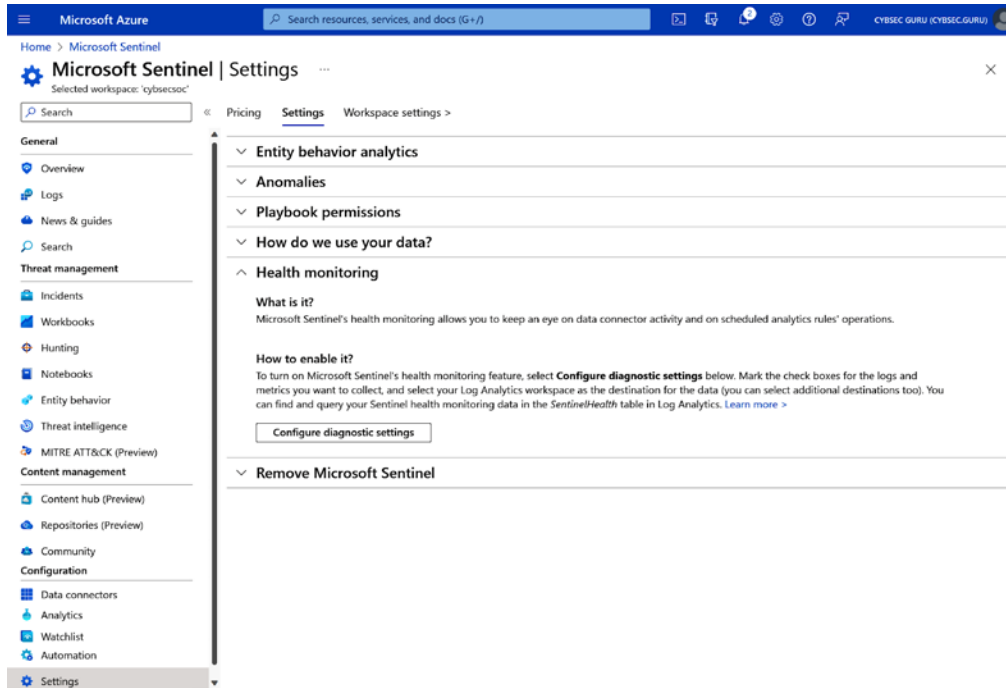 Microsoft Azure
Search resources, services, and docs (G+/)
2
CYBSEC GURU (CYBSEC.GURU)
Home > Microsoft Sentinel
Microsoft Sentinel | Settings ...
Selected workspace: 'cybsecsoc'
Search
«
Pricing Settings Workspace settings >
General
Overview
Logs
News & guides
Search
Threat management
Incidents
Workbooks
Hunting
Notebooks
Entity behavior
Threat intelligence
MITRE ATT&CK (Preview)
Content management
Content hub (Preview)
Repositories (Preview)
Community
Configuration
Data connectors
Analytics
Watchlist
Automation
Settings
Entity behavior analytics
Anomalies
Playbook permissions
How do we use your data?
Health monitoring
What is it?
Microsoft Sentinel's health monitoring allows you to keep an eye on data connector activity and on scheduled analytics rules' operations.
How to enable it?
To turn on Microsoft Sentinel's health monitoring feature, select Configure diagnostic settings below. Mark the check boxes for the logs and
metrics you want to collect, and select your Log Analytics workspace as the destination for the data (you can select additional destinations too). You
can find and query your Sentinel health monitoring data in the SentinelHealth table in Log Analytics. Learn more >
Configure diagnostic settings
Remove Microsoft Sentinel